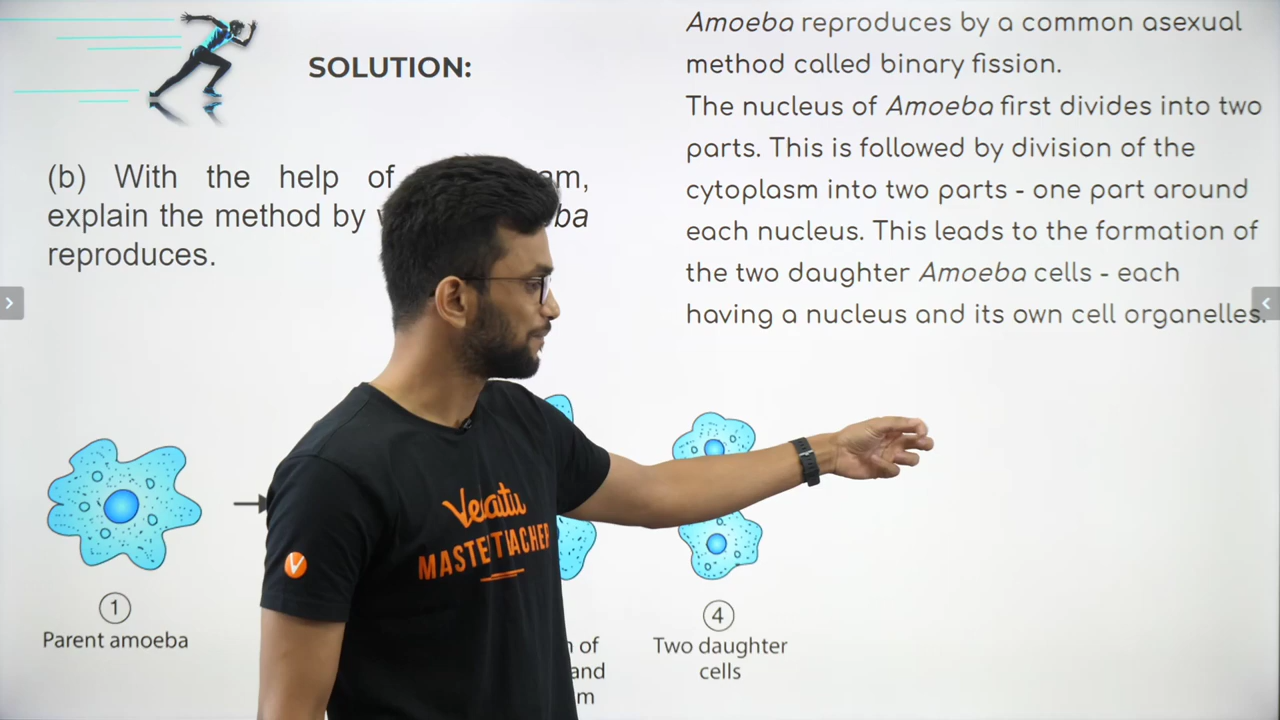 SOLUTION:
(b) With the help of
explain the method by
reproduces.
Amoeba reproduces by a common asexual
method called binary fission.
The nucleus of Amoeba first divides into two
parts. This is followed by division of the
cytoplasm into two parts - one part around
each nucleus. This leads to the formation of
the two daughter Amoeba cells - each
having a nucleus and its own cell organelles.
1
Parent amoeba
of
and
4
Two daughter
cells
Vedantu
MASTER TEACHER
V